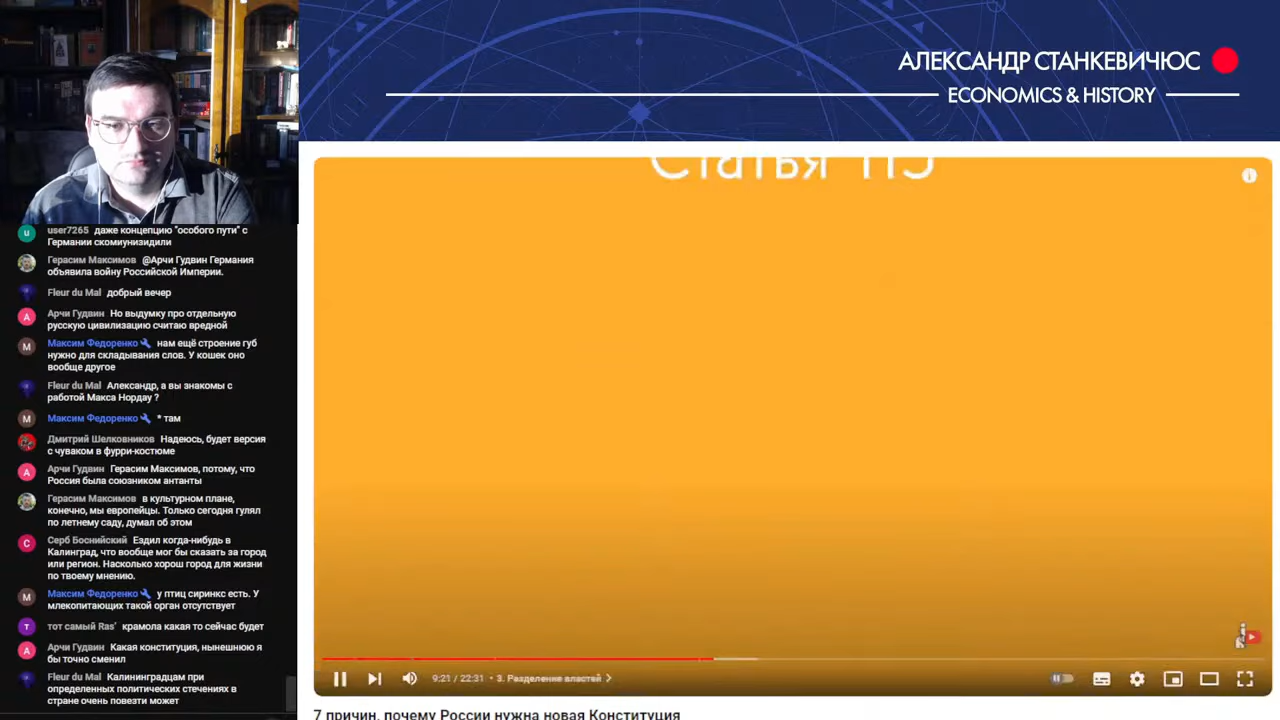 АЛЕКСАНДР СТАНКЕВИЧЮС
ECONOMICS & HISTORY
user7265 даже концепцию "особого пути" с
Германии скомиунизидили
Герасим Максимов @Арчи Гудвин Германия
объявила войну Российской Империи.
Fleur du Mal добрый вечер
Арчи Гудвин Но выдумку про отдельную
русскую цивилизацию считаю вредной
Максим Федоренко нам ещё строение губ
нужно для складывания слов. У кошек оно
вообще другое
Fleur du Mal Александр, а вы знакомы с
работой Макса Нордау ?
Максим Федоренко * там
Дмитрий Шелковников Надеюсь, будет версия
с чуваком в фурри-костюме
Арчи Гудвин Герасим Максимов, потому, что
Россия была союзником антанты
Герасим Максимов в культурном плане,
конечно, мы европейцы. Только сегодня гулял
по летнему саду, думал об этом
Серб Боснийский Ездил когда-нибудь в
Калинград, что вообще мог бы сказать за город
или регион. Насколько хорош город для жизни
по твоему мнению.
Максим Федоренко у птиц сиринкс есть. У
млекопитающих такой орган отсутствует
тот самый Ras' крамола какая то сейчас будет
Арчи Гудвин Какая конституция, нынешнюю я
бы точно сменил
Fleur du Mal Калининградцам при
определенных политических стечениях в
стране очень повезти может
Статья 115
9:21 / 22:31 • 3. Разделение властей
7 причин, почему России нужна новая Конституция